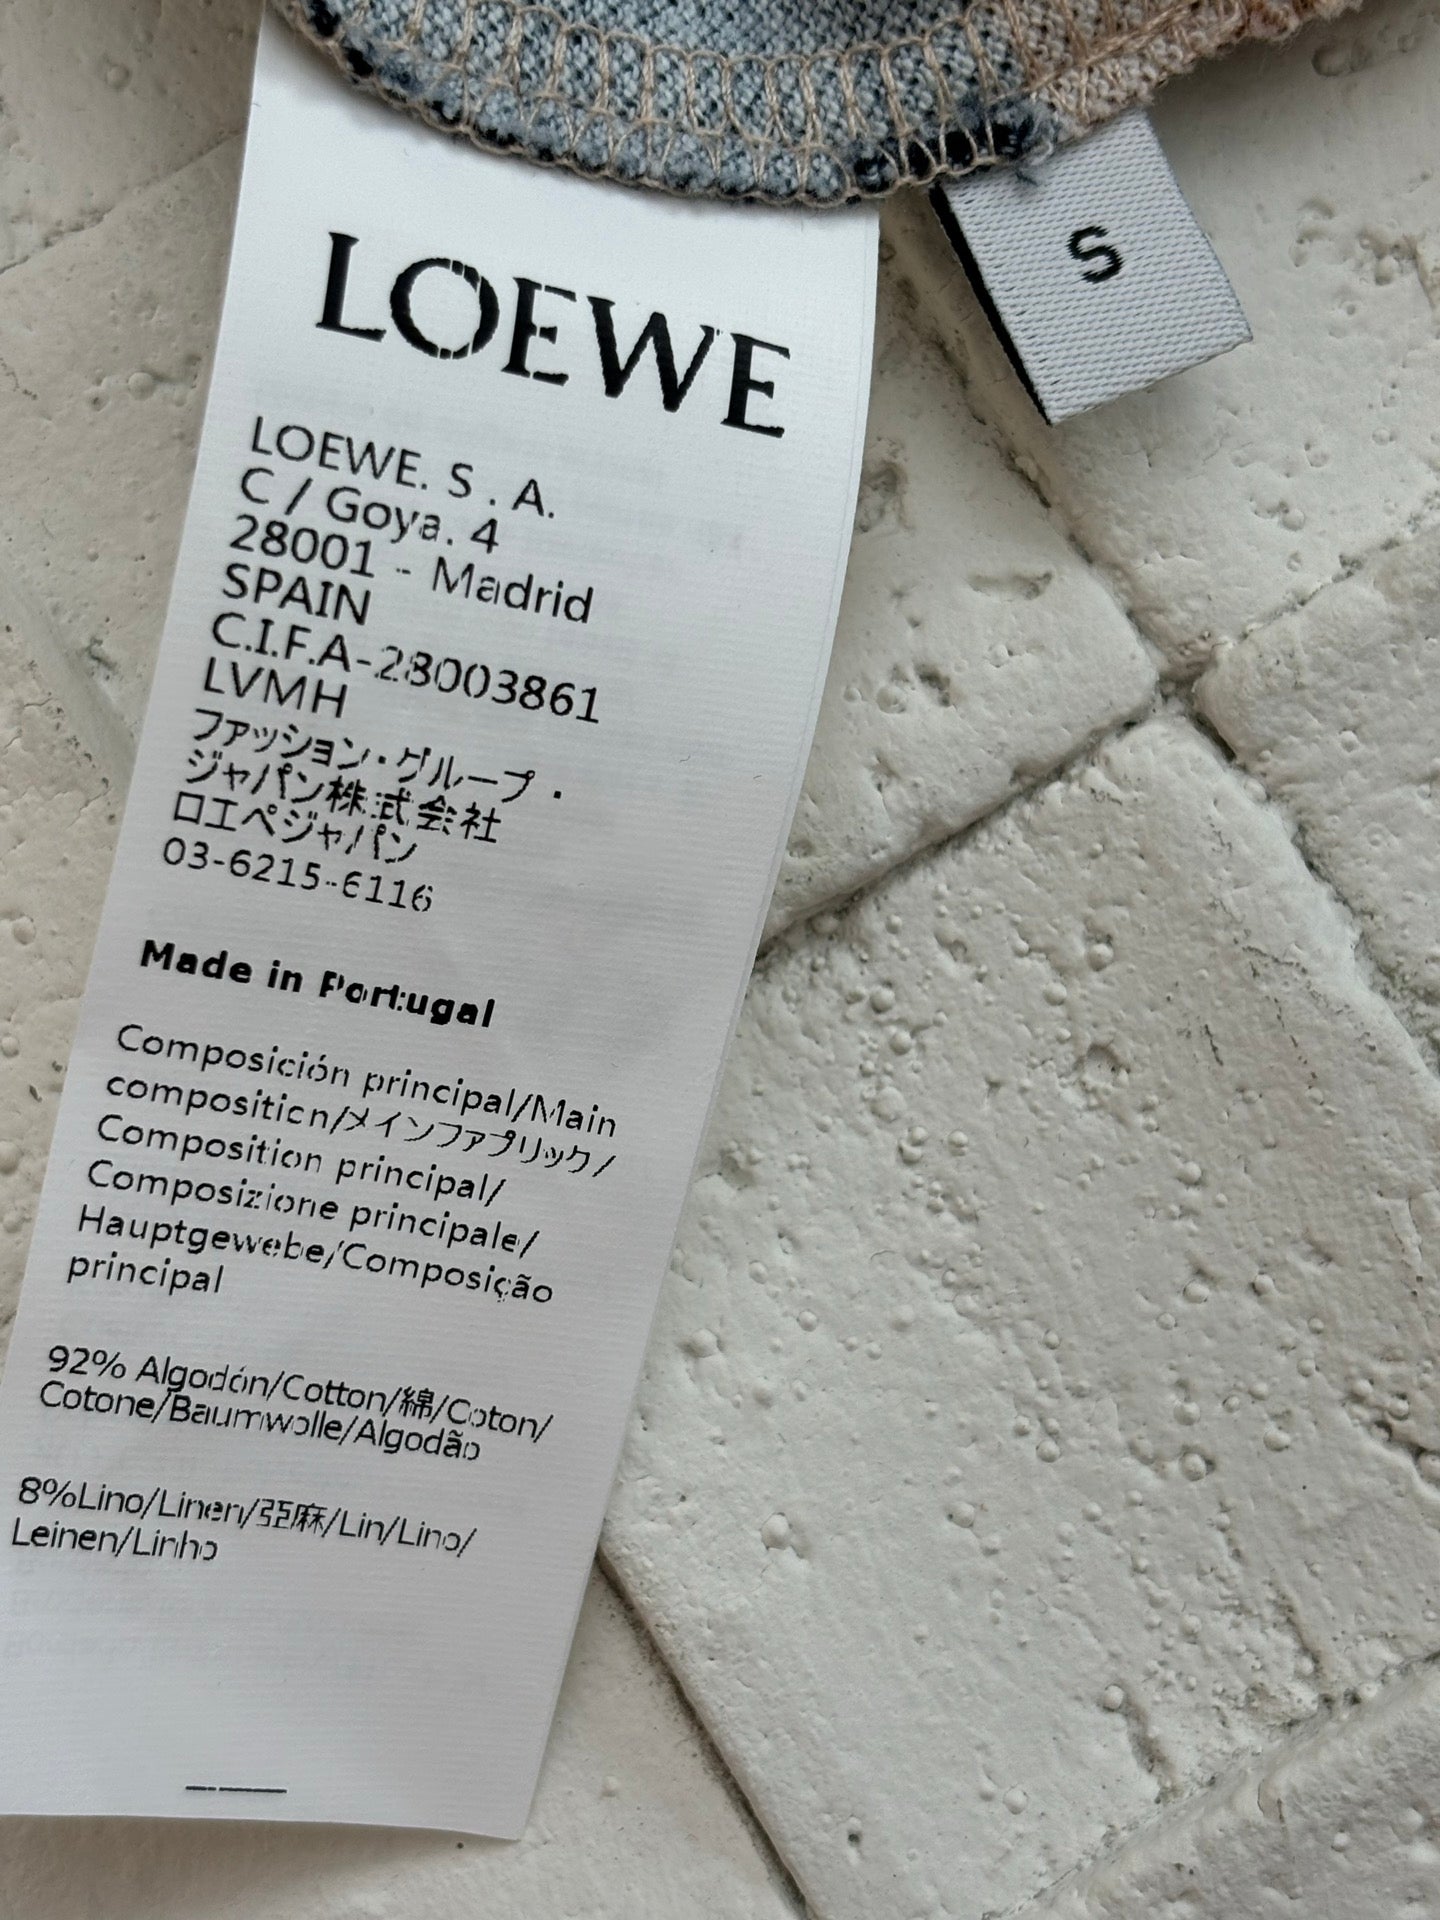 LOEWE
S
LOEWE. S . A.
C / Goya. 4
28001 - Madrid
SPAIN
C.I.F.A-28003861
LVMH
ファッション・グループ・
ジャパン株式会社
ロエベジャパン
03-6215-6116
Made in Portugal
Composición principal/Main
composition/メインファブリック/
Composition principal/
Composizione principale/
Hauptgewebe/Composição
principal
92% Algodón/Cotton/綿/Coton/
Cotone/Baumwolle/Algodão
8%Lino/Linen/亞麻/Lin/Lino/
Leinen/Linho